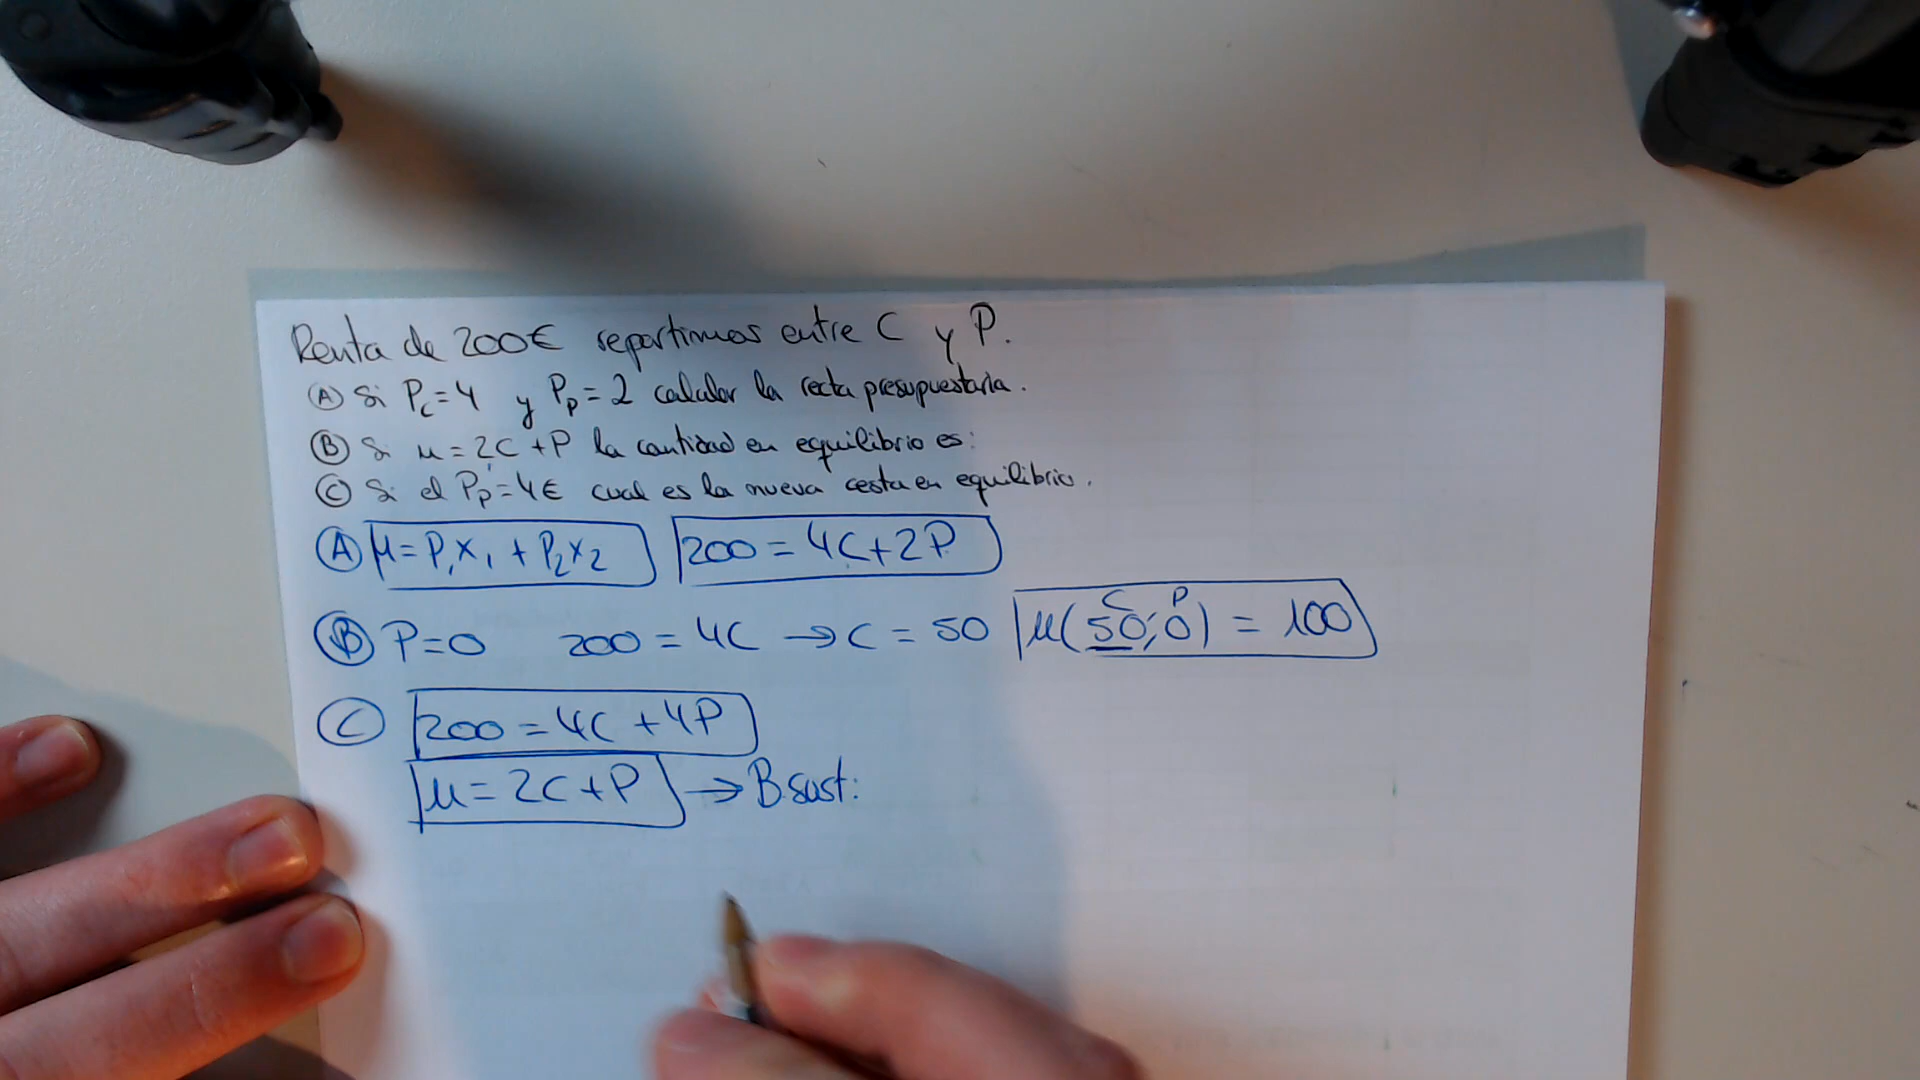 Renta de 200€ repartimos entre C y P.
(A) Si Pc=4 y Pp=2 calcular la recta presupuestaria.
(B) Si u=2C+P la cantidad en equilibrio es:
(C) Si el Pp=4€ cual es la nueva cesta en equilibrio.
(A) M=P1X1+P2X2 200=4C+2P
(B) P=0 200=4C→C=50 u(50;0)=100
C P
(C) 200=4C+4P
u=2C+P → B.sust: